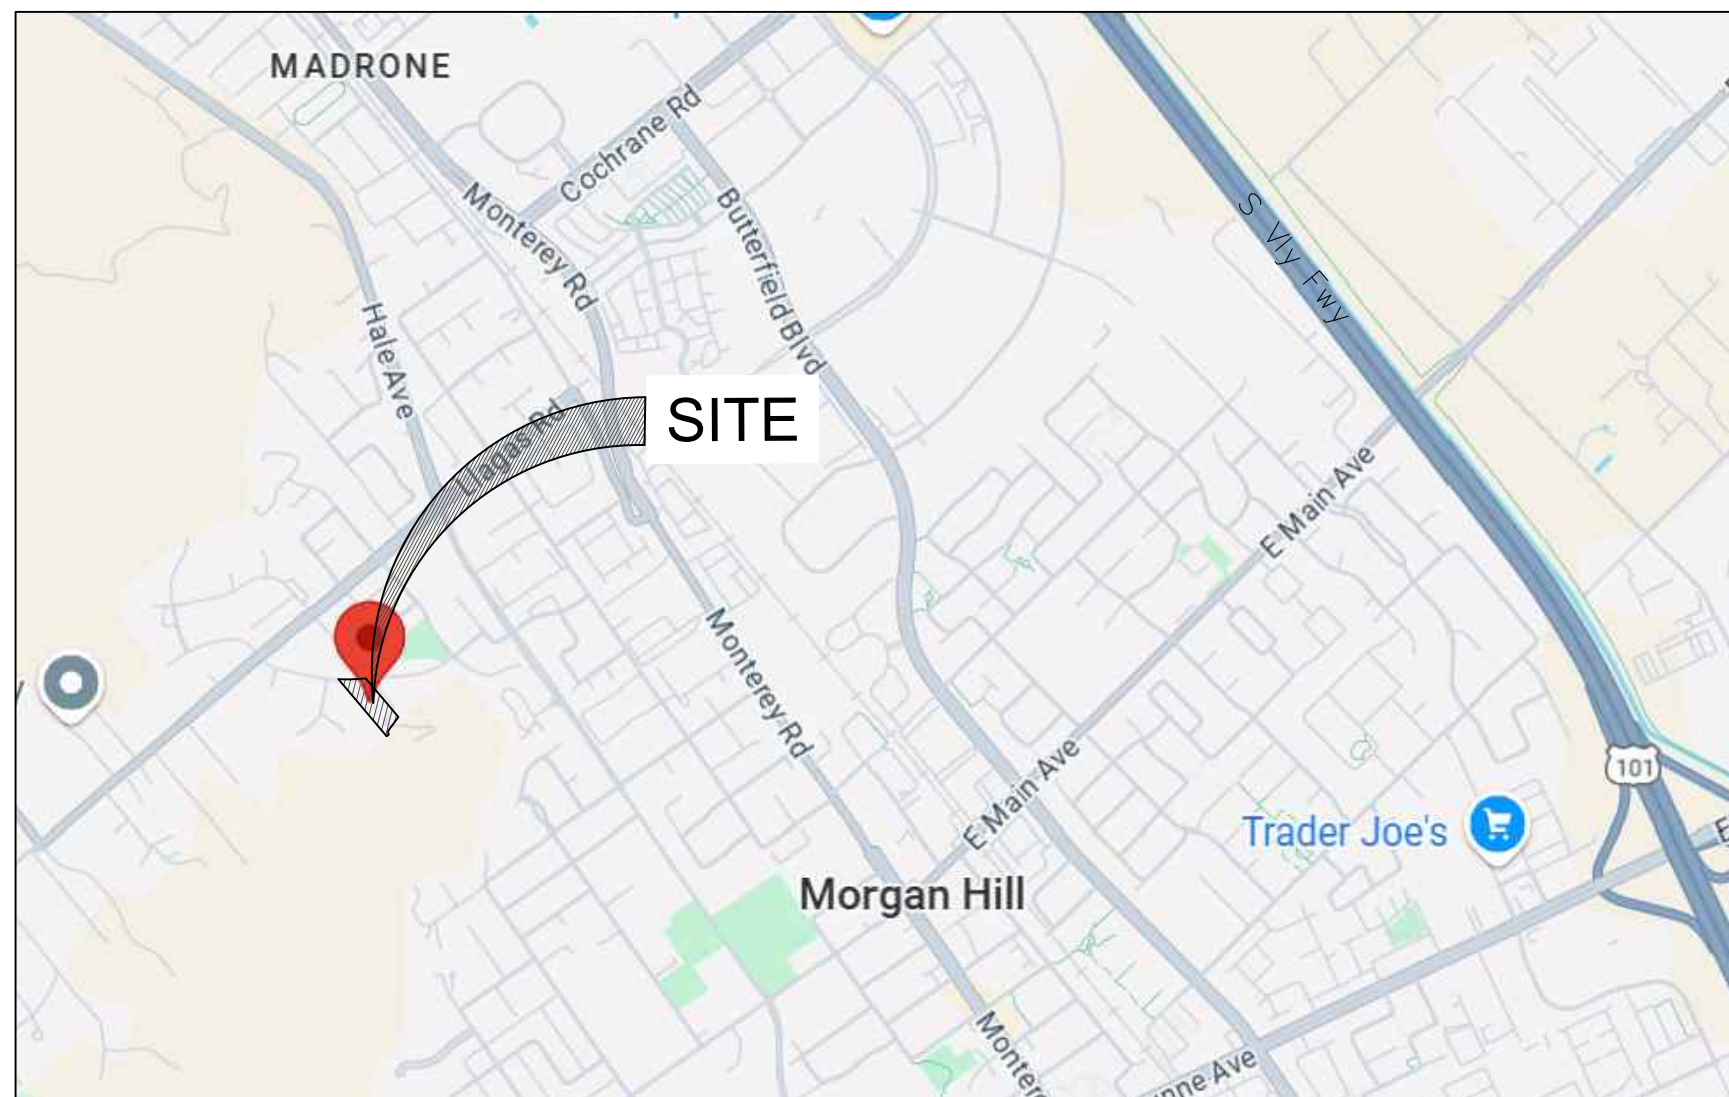 MADRONE
Cochrane Rd
Monterey Rd
Butterfield Blvd
S Vly Fwy
Hale Ave
Llagas Rd
SITE
E Main Ave
Monterey Rd
E Main Ave
101
Trader Joe's
Morgan Hill